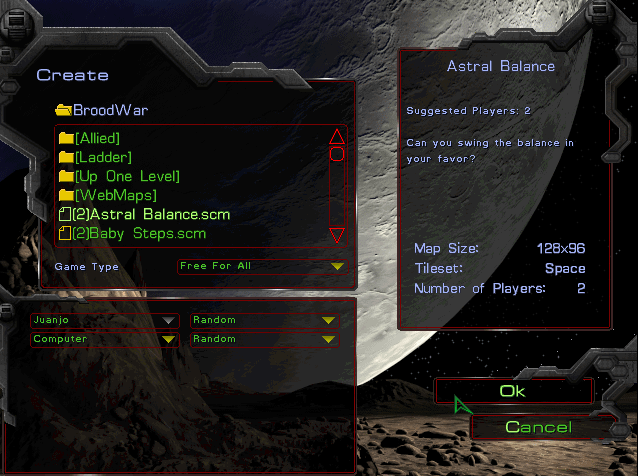 Create
BroodWar
[Allied]
[Ladder]
[Up One Level]
[WebMaps]
(2)Astral Balance.scm
(2)Baby Steps.scm
Game Type
Free For All
Juanjo
Random
Computer
Random
Astral Balance
Suggested Players: 2
Can you swing the balance in
your favor?
Map Size: 128x96
Tileset: Space
Number of Players: 2
Ok
Cancel